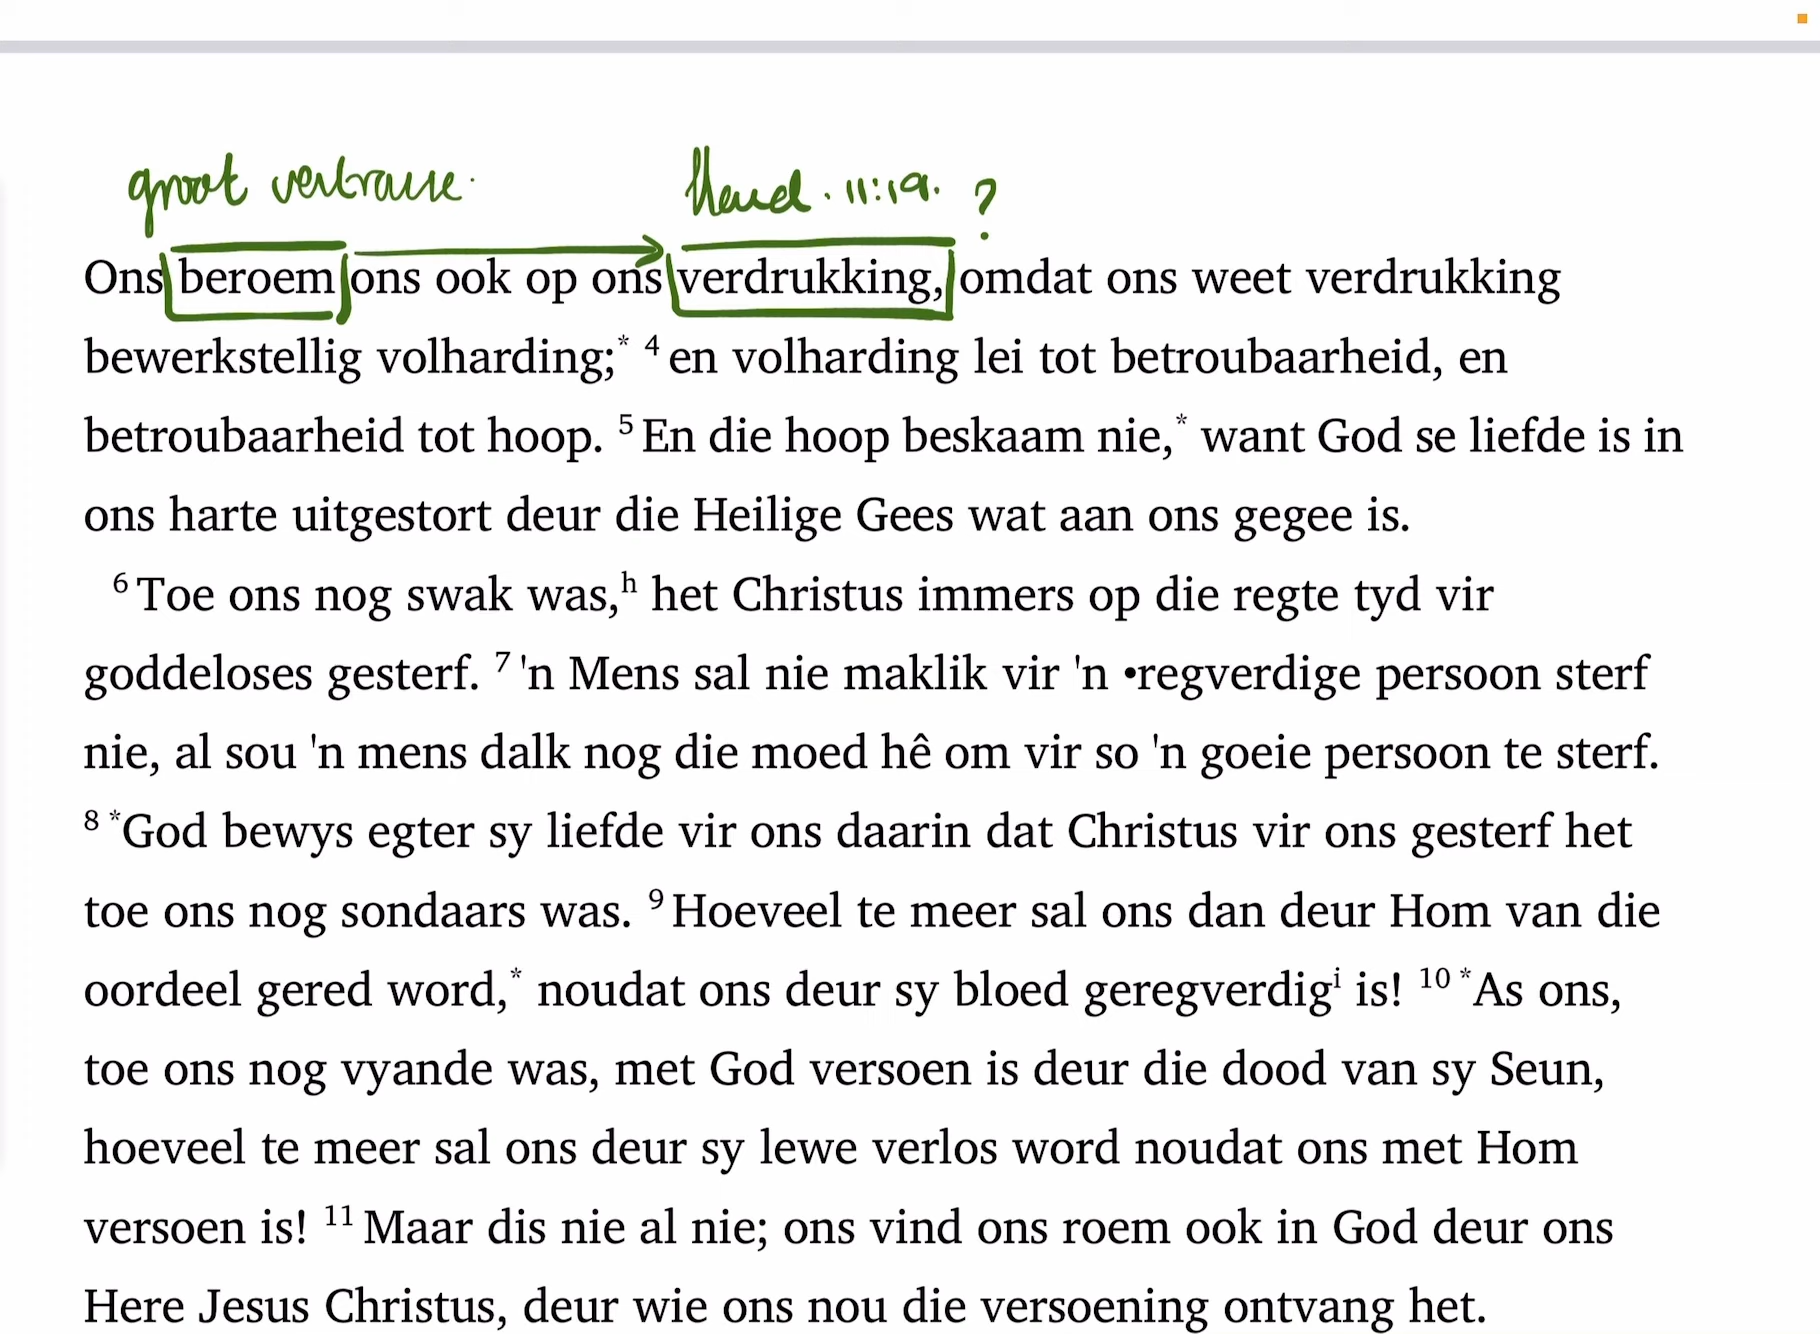 groot vertroue.
Hand. 11:19. ?
Ons beroem ons ook op ons verdrukking, omdat ons weet verdrukking
bewerkstellig volharding;* 4 en volharding lei tot betroubaarheid, en
betroubaarheid tot hoop. 5 En die hoop beskaam nie,* want God se liefde is in
ons harte uitgestort deur die Heilige Gees wat aan ons gegee is.
6 Toe ons nog swak was,h het Christus immers op die regte tyd vir
goddeloses gesterf. 7 'n Mens sal nie maklik vir 'n •regverdige persoon sterf
nie, al sou 'n mens dalk nog die moed hê om vir so 'n goeie persoon te sterf.
8 *God bewys egter sy liefde vir ons daarin dat Christus vir ons gesterf het
toe ons nog sondaars was. 9 Hoeveel te meer sal ons dan deur Hom van die
oordeel gered word,* noudat ons deur sy bloed geregverdigi is! 10 *As ons,
toe ons nog vyande was, met God versoen is deur die dood van sy Seun,
hoeveel te meer sal ons deur sy lewe verlos word noudat ons met Hom
versoen is! 11 Maar dis nie al nie; ons vind ons roem ook in God deur ons
Here Jesus Christus, deur wie ons nou die versoening ontvang het.